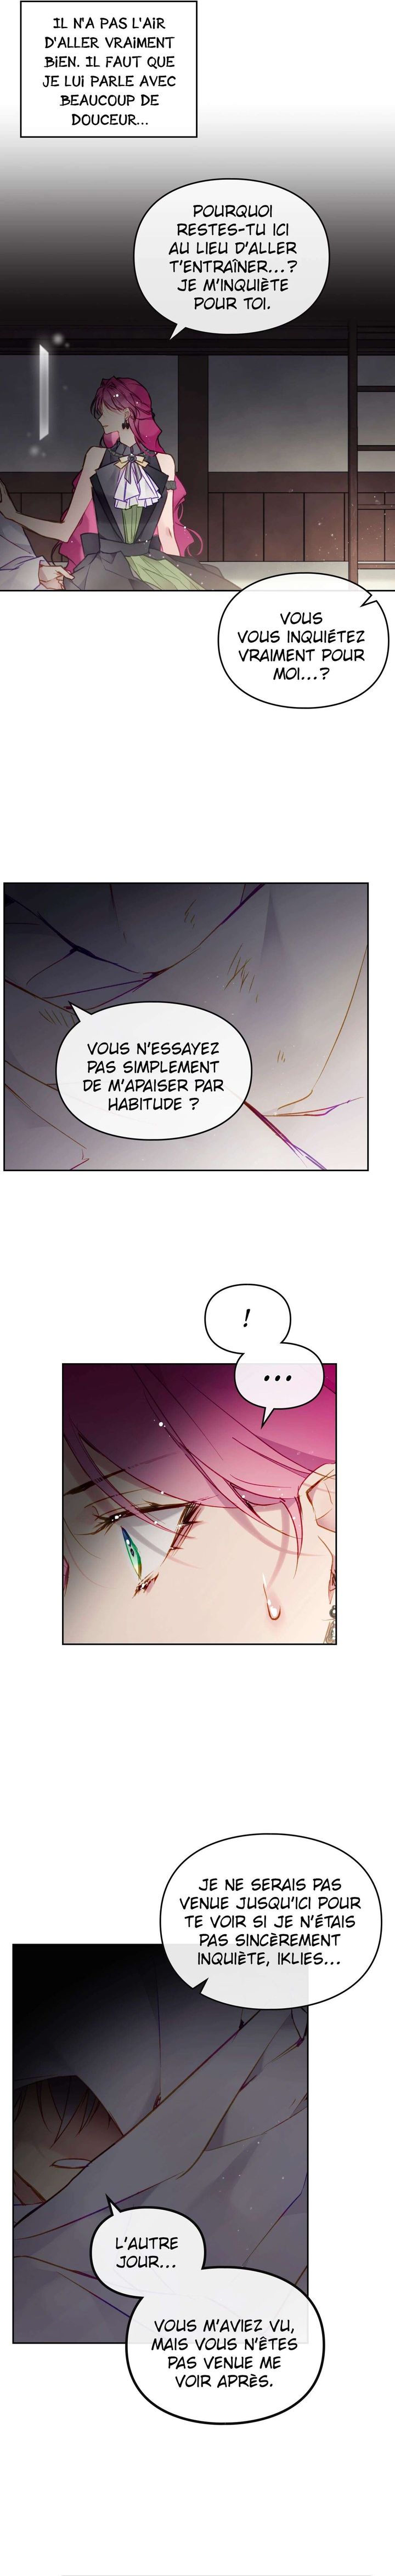 IL N'A PAS L'AIR
D'ALLER VRAIMENT
BIEN. IL FAUT QUE
JE LUI PARLE AVEC
BEAUCOUP DE
DOUCEUR...
POURQUOI
RESTES-TU ICI
AU LIEU D'ALLER
T'ENTRAÎNER...?
JE M'INQUIÈTE
POUR TOI.
VOUS
VOUS INQUIÉTEZ
VRAIMENT POUR
MOI...?
VOUS N'ESSAYEZ
PAS SIMPLEMENT
DE M'APAISER PAR
HABITUDE ?
!
...
JE NE SERAIS PAS
VENUE JUSQU'ICI POUR
TE VOIR SI JE N'ÉTAIS
PAS SINCÈREMENT
INQUIÈTE, IKLIES...
L'AUTRE
JOUR...
VOUS M'AVIEZ VU,
MAIS VOUS N'ÊTES
PAS VENUE ME
VOIR APRÈS.